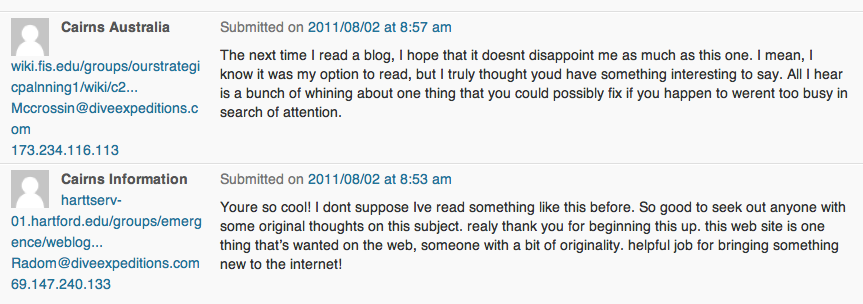 Cairns Australia
wiki.fis.edu/groups/ourstrategi
cpalnning1/wiki/c2...
Mccrossin@diveexpeditions.c
om
173.234.116.113
Submitted on 2011/08/02 at 8:57 am
The next time I read a blog, I hope that it doesnt disappoint me as much as this one. I mean, I
know it was my option to read, but I truly thought youd have something interesting to say. All I hear
is a bunch of whining about one thing that you could possibly fix if you happen to werent too busy in
search of attention.
Cairns Information
harttserv-
01.hartford.edu/groups/emerg
ence/weblog...
Radom@diveexpeditions.com
69.147.240.133
Submitted on 2011/08/02 at 8:53 am
Youre so cool! I dont suppose Ive read something like this before. So good to seek out anyone with
some original thoughts on this subject. realy thank you for beginning this up. this web site is one
thing that's wanted on the web, someone with a bit of originality. helpful job for bringing something
new to the internet!